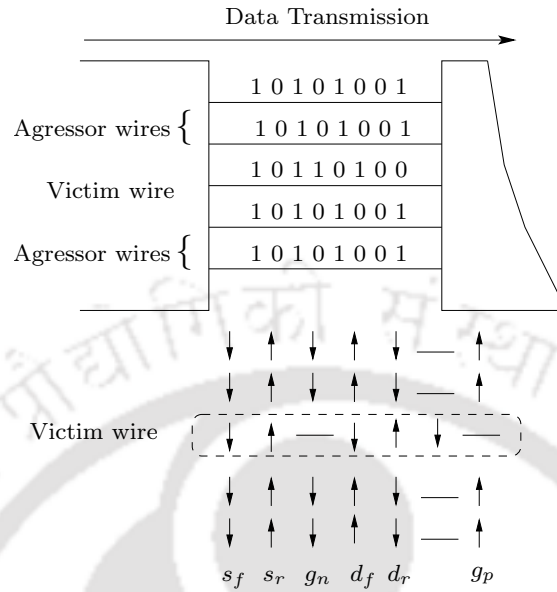 Data Transmission
1 0 1 0 1 0 0 1
Agressor wires { 1 0 1 0 1 0 0 1
Victim wire 1 0 1 1 0 1 0 0
1 0 1 0 1 0 0 1
Agressor wires { 1 0 1 0 1 0 0 1
Victim wire
s_f s_r g_n d_f d_r g_p